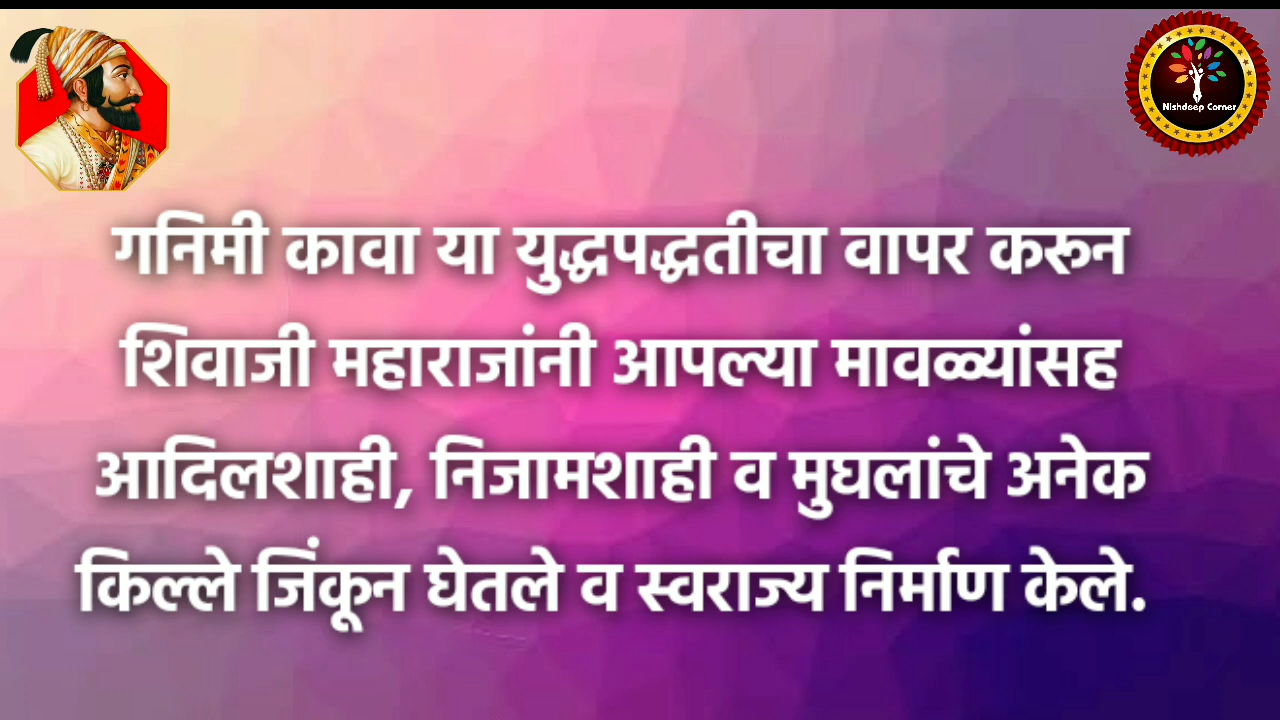 Nishdeep Corner
गनिमी कावा या युद्धपद्धतीचा वापर करून
शिवाजी महाराजांनी आपल्या मावळ्यांसह
आदिलशाही, निजामशाही व मुघलांचे अनेक
किल्ले जिंकून घेतले व स्वराज्य निर्माण केले.